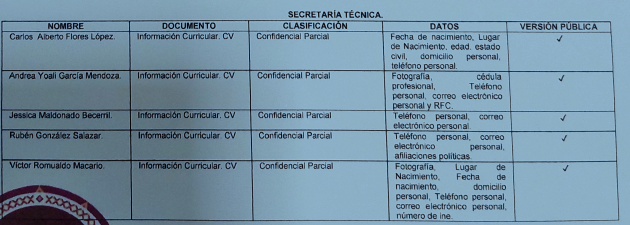 SECRETARÍA TÉCNICA.
NOMBRE DOCUMENTO CLASIFICACIÓN DATOS VERSIÓN PÚBLICA
Carlos Alberto Flores López. Información Curricular. CV Confidencial Parcial Fecha de nacimiento, Lugar ✓
de Nacimiento, edad, estado
civil, domicilio personal,
teléfono personal.
Andrea Yoali García Mendoza. Información Curricular. CV Confidencial Parcial Fotografía, cédula ✓
profesional, Teléfono
personal, correo electrónico
personal y RFC.
Jessica Maldonado Becerril. Información Curricular. CV Confidencial Parcial Teléfono personal, correo ✓
electrónico personal.
Rubén González Salazar. Información Curricular. CV Confidencial Parcial Teléfono personal, correo ✓
electrónico personal,
afiliaciones políticas.
Víctor Romualdo Macario. Información Curricular. CV Confidencial Parcial Fotografía, Lugar de ✓
Nacimiento, Fecha de
nacimiento, domicilio
personal, Teléfono personal,
correo electrónico personal,
número de ine.